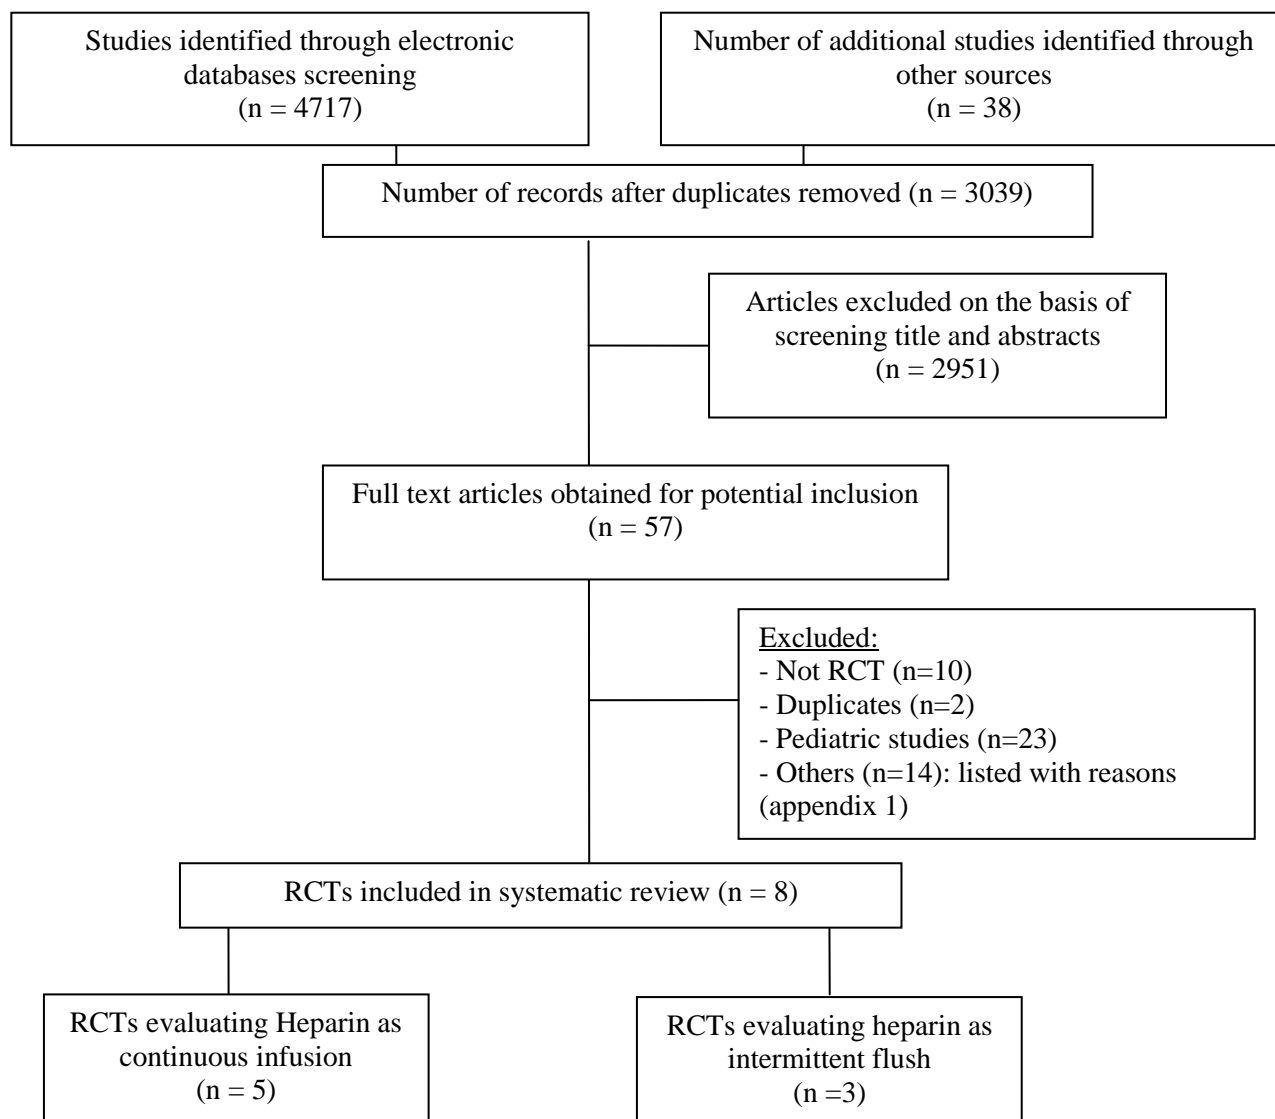 Studies identified through electronic
databases screening
(n = 4717)
Number of additional studies identified through
other sources
(n = 38)
Number of records after duplicates removed (n = 3039)
Articles excluded on the basis of
screening title and abstracts
(n = 2951)
Full text articles obtained for potential inclusion
(n = 57)
Excluded:
- Not RCT (n=10)
- Duplicates (n=2)
- Pediatric studies (n=23)
- Others (n=14): listed with reasons
(appendix 1)
RCTs included in systematic review (n = 8)
RCTs evaluating Heparin as
continuous infusion
(n = 5)
RCTs evaluating heparin as
intermittent flush
(n =3)